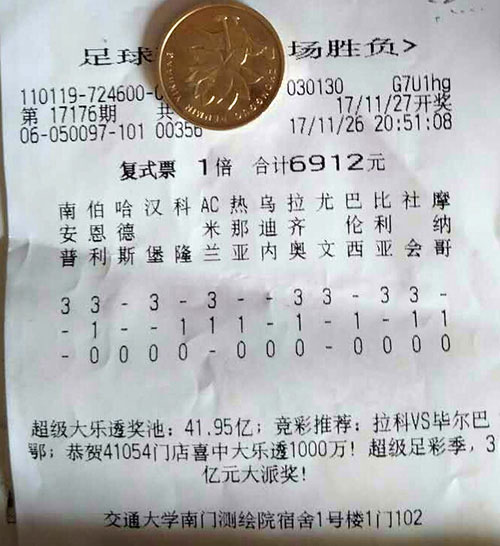 足球 场胜负>
110119-724600- 030130 G7U1hg
第 17176期 共 17/11/27开奖
06-050097-101 00356 17/11/26 20:51:08
复式票 1倍 合计6912元
南 伯 哈 汉 科 AC 热 乌 拉 尤 巴 比 社 摩
安 恩 德 米 那 迪 齐 伦 利 纳
普 利 斯 堡 隆 兰 亚 内 奥 文 西 亚 会 哥
3 3 - 3 - 3 - - 3 3 - 3 3 -
- 1 - - 1 1 1 - 1 - 1 - 1 1
- 0 0 0 0 - 0 0 0 - 0 0 0 0
超级大乐透奖池:41.95亿;竞彩推荐:拉科VS毕尔巴
鄂;恭贺41054门店喜中大乐透1000万!超级足彩季,3
亿元大派奖!
交通大学南门测绘院宿舍1号楼1门102